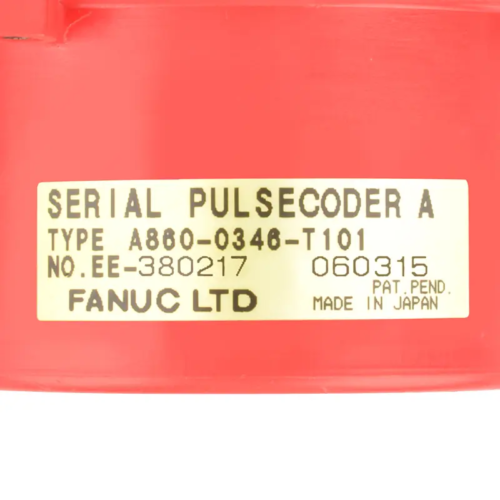 SERIAL PULSECODER A
TYPE A860-0346-T101
NO.EE-380217 060315
FANUC LTD PAT.PEND.
MADE IN JAPAN